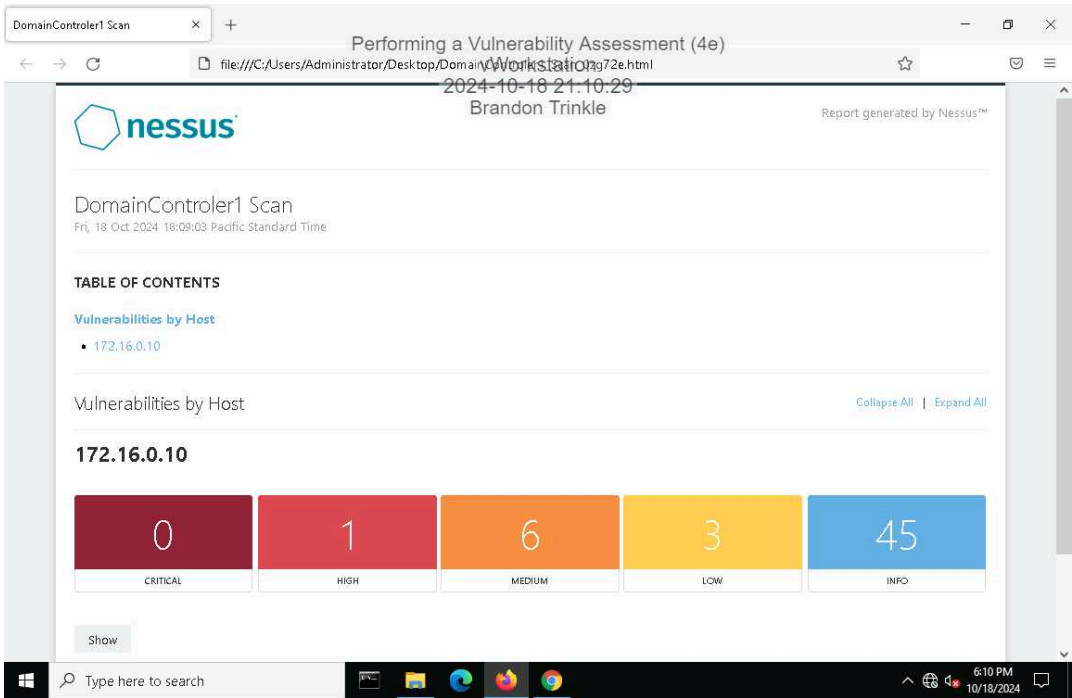 DomainControler1 Scan
Performing a Vulnerability Assessment (4e)
vWorkstation
2024-10-18 21:10:29
Brandon Trinkle
nessus
Report generated by Nessus™
DomainControler1 Scan
Fri, 18 Oct 2024 18:09:03 Pacific Standard Time
TABLE OF CONTENTS
Vulnerabilities by Host
• 172.16.0.10
Vulnerabilities by Host
Collapse All | Expand All
172.16.0.10
0 1 6 3 45
CRITICAL HIGH MEDIUM LOW INFO
Show
Type here to search
6:10 PM
10/18/2024